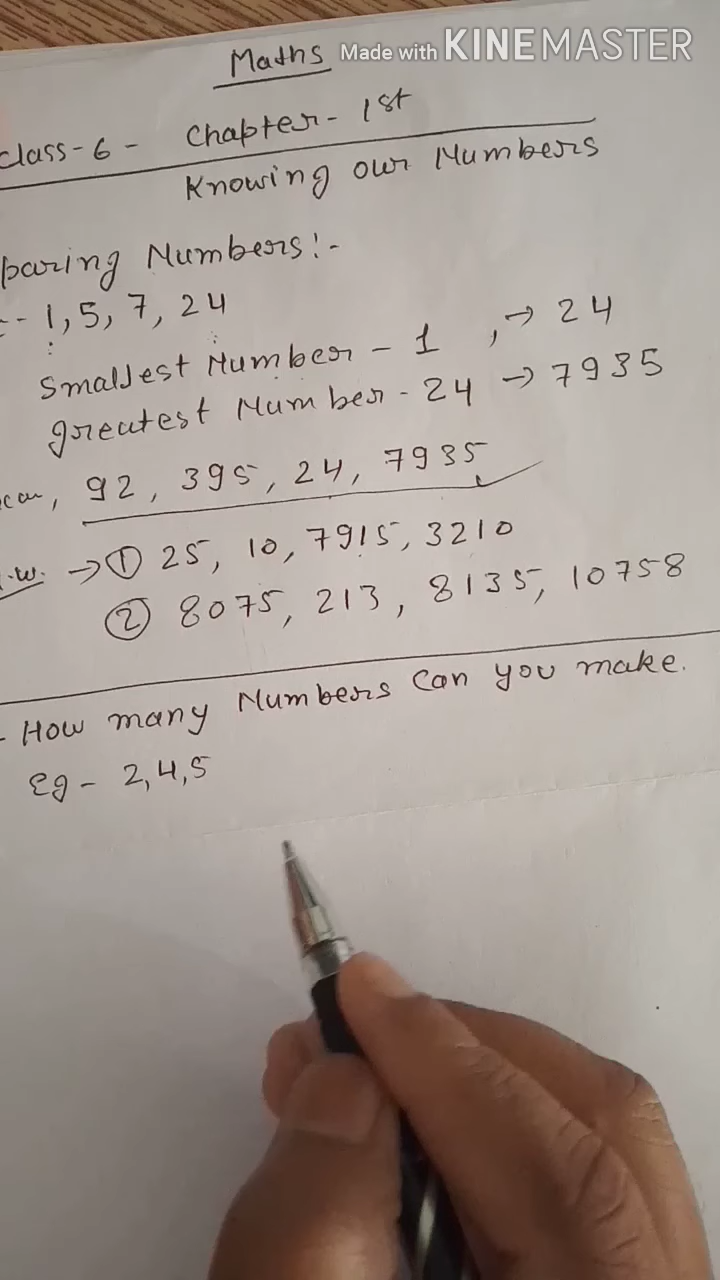 Maths
Made with KINEMASTER
class-6 - Chapter - 1st
Knowing our Numbers
paring Numbers:-
- 1, 5, 7, 24
Smallest Number - 1 , → 24
greatest Number - 24 → 7935
92, 395, 24, 7935
.w. → ① 25, 10, 7915, 3210
② 8075, 213, 8135, 10758
- How many Numbers Can you make.
Eg - 2,4,5